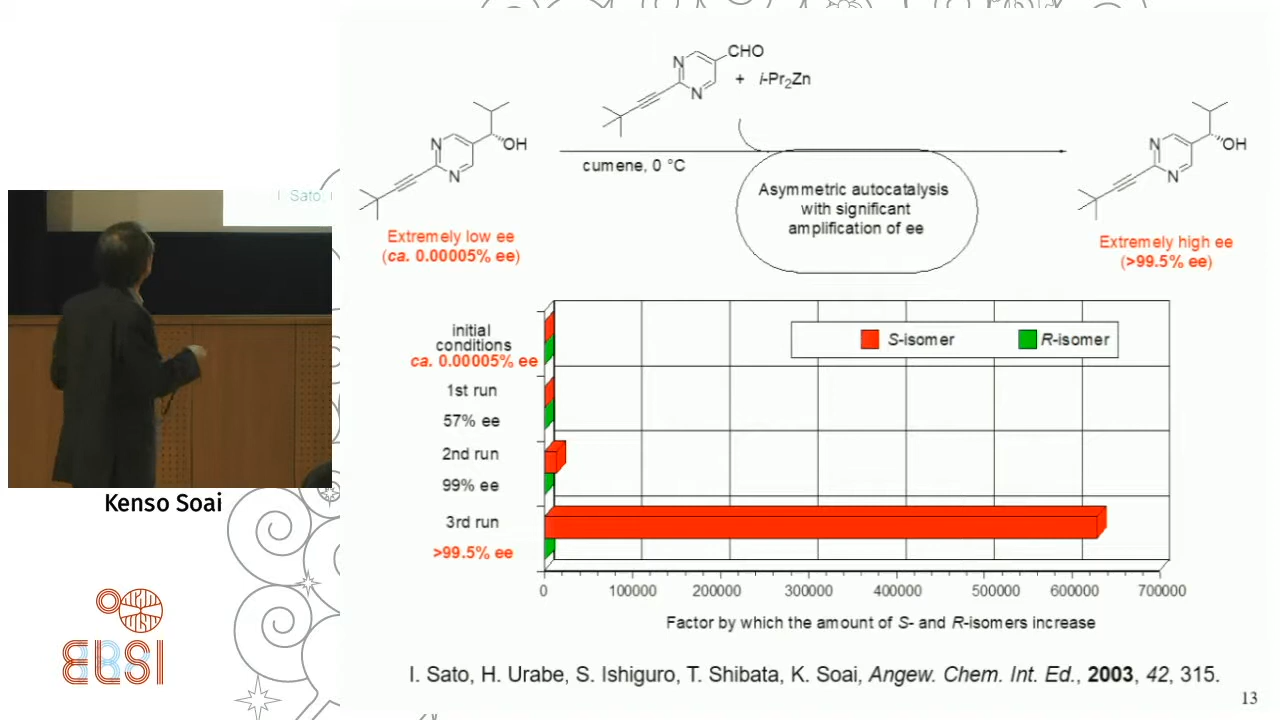 CHO
N
N
+ i-Pr2Zn
OH
N
N
cumene, 0 °C
Asymmetric autocatalysis
with significant
amplification of ee
OH
N
N
Extremely low ee
(ca. 0.00005% ee)
Extremely high ee
(>99.5% ee)
I. Sato,
Kenso Soai
ELSI
initial
conditions
ca. 0.00005% ee
1st run
57% ee
2nd run
99% ee
3rd run
>99.5% ee
S-isomer
R-isomer
0 100000 200000 300000 400000 500000 600000 700000
Factor by which the amount of S- and R-isomers increase
I. Sato, H. Urabe, S. Ishiguro, T. Shibata, K. Soai, Angew. Chem. Int. Ed., 2003, 42, 315.
13